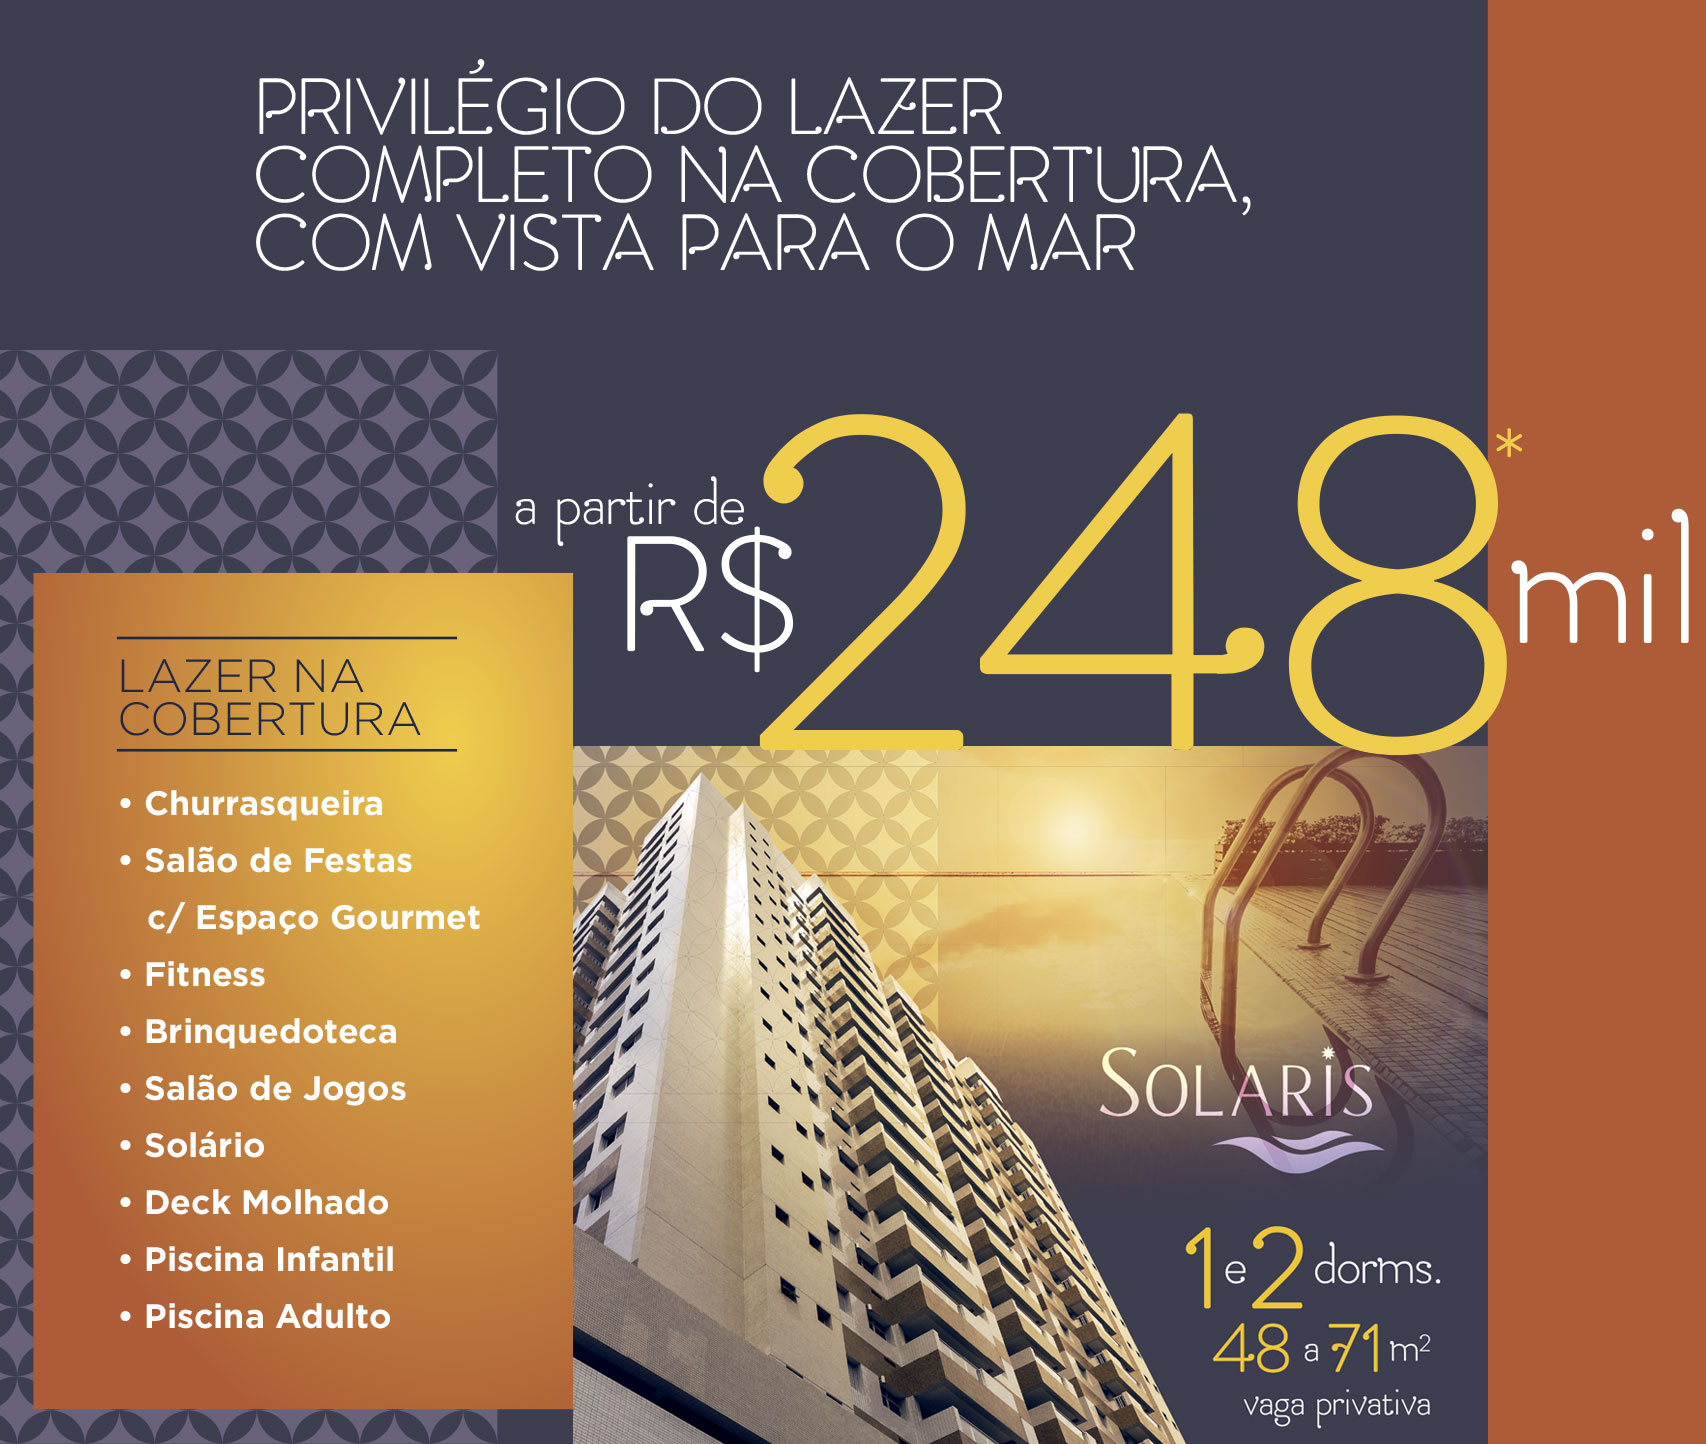 PRIVILÉGIO DO LAZER
COMPLETO NA COBERTURA,
COM VISTA PARA O MAR
a partir de
R$ 248* mil
LAZER NA
COBERTURA
• Churrasqueira
• Salão de Festas
c/ Espaço Gourmet
• Fitness
• Brinquedoteca
• Salão de Jogos
• Solário
• Deck Molhado
• Piscina Infantil
• Piscina Adulto
SOLARIS
1 e 2 dorms.
48 a 71 m²
vaga privativa